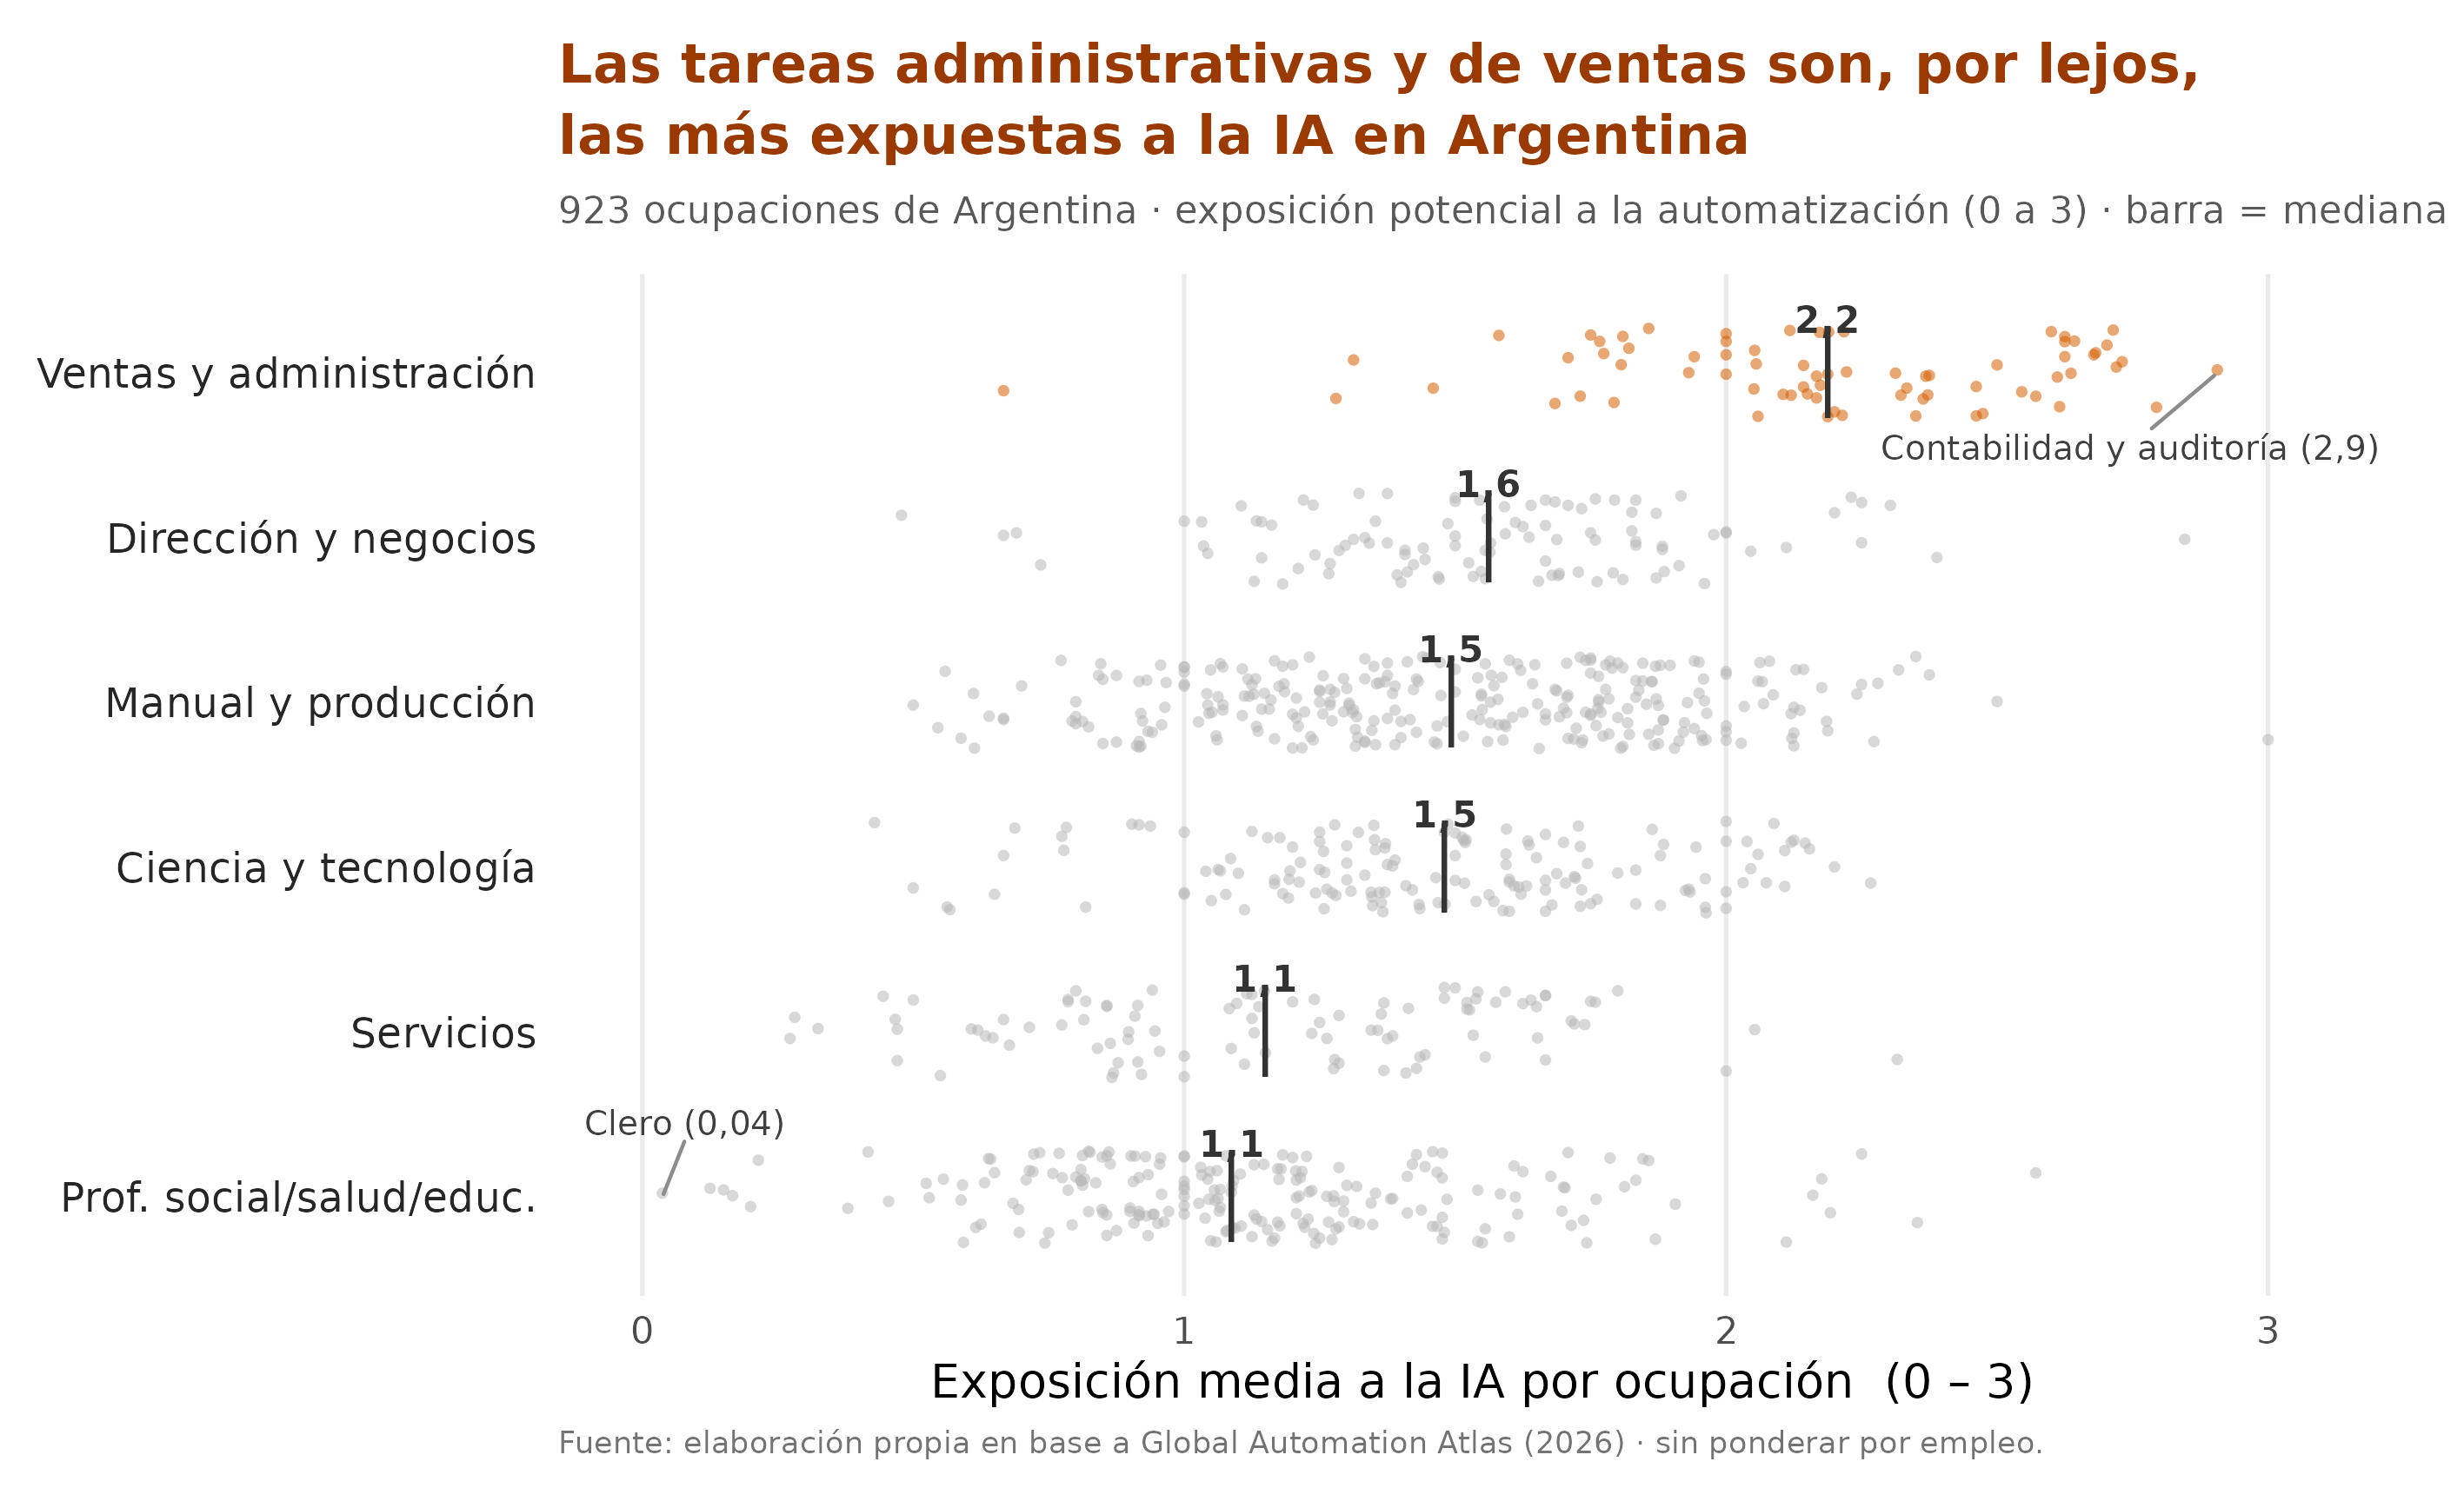 Las tareas administrativas y de ventas son, por lejos,
las más expuestas a la IA en Argentina
923 ocupaciones de Argentina · exposición potencial a la automatización (0 a 3) · barra = mediana
2,2
Ventas y administración
Contabilidad y auditoría (2,9)
1,6
Dirección y negocios
1,5
Manual y producción
1,5
Ciencia y tecnología
1,1
Servicios
Clero (0,04)
1,1
Prof. social/salud/educ.
0 1 2 3
Exposición media a la IA por ocupación (0 – 3)
Fuente: elaboración propia en base a Global Automation Atlas (2026) · sin ponderar por empleo.